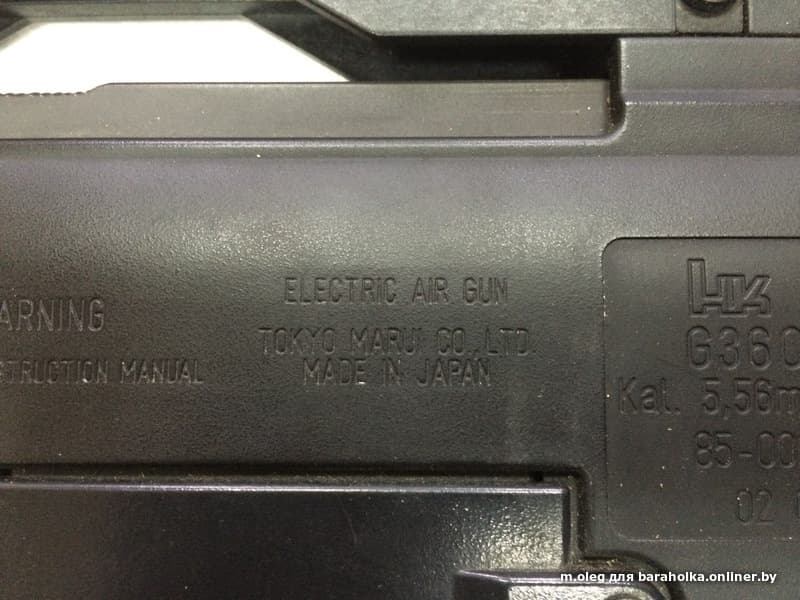 ARNING
STRUCTION MANUAL
ELECTRIC AIR GUN
TOKYO MARUI CO., LTD.
MADE IN JAPAN
HK
G36C
Kal. 5,56m
85-00
02
m.oleg для baraholka.onliner.by